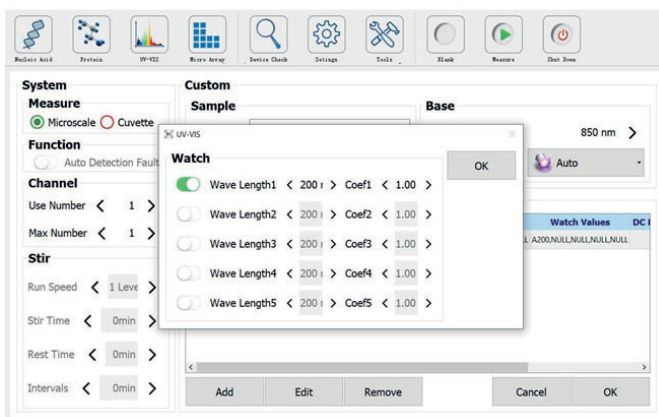 Nucleic Acid Protein UV-VIS Micro Array Device Check Setings Tools Blank Measure Shut Down
System
Measure
Microscale Cuvette
Function
Auto Detection Fault
Channel
Use Number < 1 >
Max Number < 1 >
Stir
Run Speed < 1 Leve >
Stir Time < 0min >
Rest Time < 0min >
Intervals < 0min >
Custom
Sample
Base
850 nm >
Auto
Watch Values
A200,NULL,NULL,NULL,NULL
UV-VIS
Watch
OK
Wave Length1 < 200 > Coef1 < 1.00 >
Wave Length2 < 200 > Coef2 < 1.00 >
Wave Length3 < 200 > Coef3 < 1.00 >
Wave Length4 < 200 > Coef4 < 1.00 >
Wave Length5 < 200 > Coef5 < 1.00 >
Add Edit Remove Cancel OK